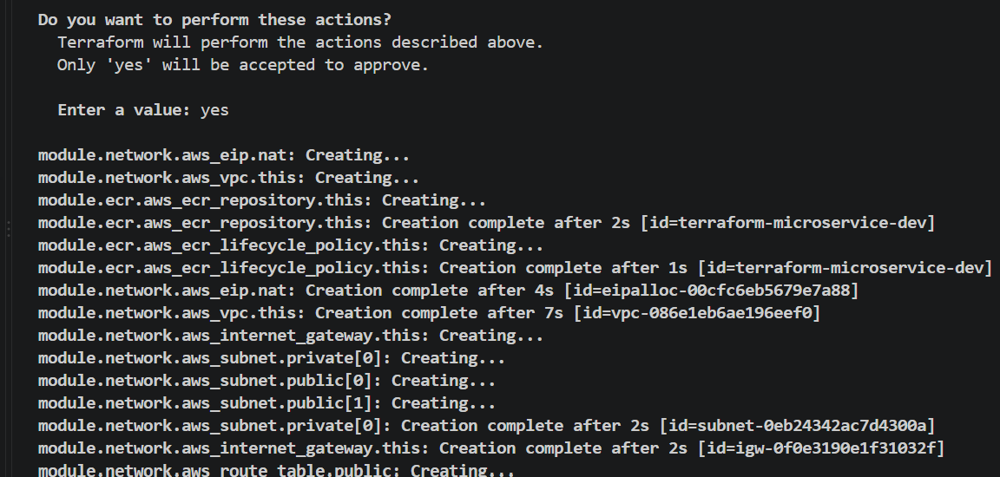 Do you want to perform these actions?
Terraform will perform the actions described above.
Only 'yes' will be accepted to approve.
Enter a value: yes
module.network.aws_eip.nat: Creating...
module.network.aws_vpc.this: Creating...
module.ecr.aws_ecr_repository.this: Creating...
module.ecr.aws_ecr_repository.this: Creation complete after 2s [id=terraform-microservice-dev]
module.ecr.aws_ecr_lifecycle_policy.this: Creating...
module.ecr.aws_ecr_lifecycle_policy.this: Creation complete after 1s [id=terraform-microservice-dev]
module.network.aws_eip.nat: Creation complete after 4s [id=eipalloc-00cfc6eb5679e7a88]
module.network.aws_vpc.this: Creation complete after 7s [id=vpc-086e1eb6ae196eef0]
module.network.aws_internet_gateway.this: Creating...
module.network.aws_subnet.private[0]: Creating...
module.network.aws_subnet.public[0]: Creating...
module.network.aws_subnet.public[1]: Creating...
module.network.aws_subnet.private[0]: Creation complete after 2s [id=subnet-0eb24342ac7d4300a]
module.network.aws_internet_gateway.this: Creation complete after 2s [id=igw-0f0e3190e1f31032f]
module.network.aws_route_table.public: Creating...